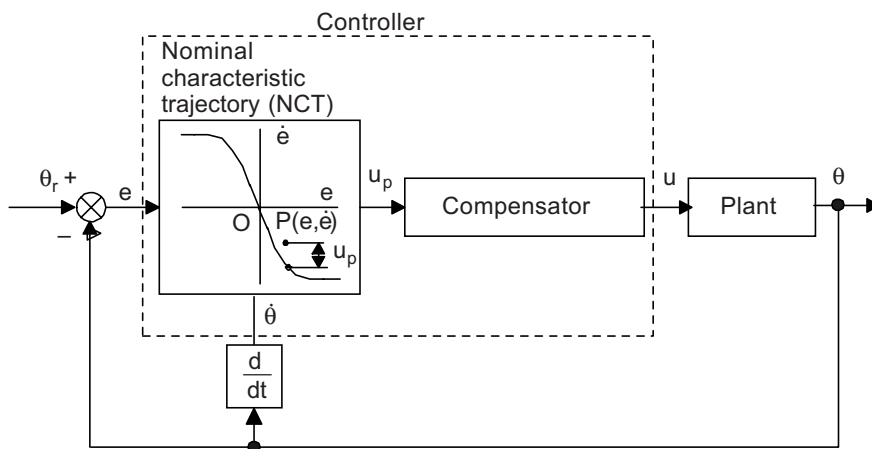 Controller
Nominal
characteristic
trajectory (NCT)
ė
θr +
e
e
up
u
θ
O
P(e,ė)
up
Compensator
Plant
−
θ̇
d
dt